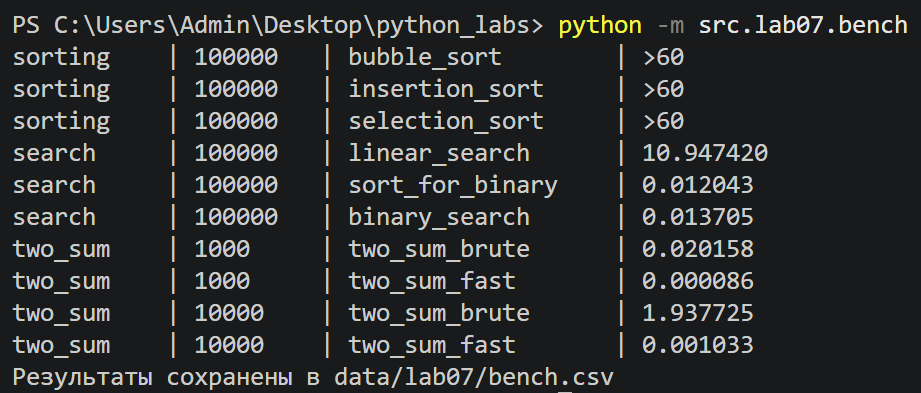 PS C:\Users\Admin\Desktop\python_labs> python -m src.lab07.bench
sorting    | 100000   | bubble_sort        | >60
sorting    | 100000   | insertion_sort     | >60
sorting    | 100000   | selection_sort     | >60
search     | 100000   | linear_search      | 10.947420
search     | 100000   | sort_for_binary    | 0.012043
search     | 100000   | binary_search      | 0.013705
two_sum    | 1000     | two_sum_brute      | 0.020158
two_sum    | 1000     | two_sum_fast       | 0.000086
two_sum    | 10000    | two_sum_brute      | 1.937725
two_sum    | 10000    | two_sum_fast       | 0.001033
Результаты сохранены в data/lab07/bench.csv